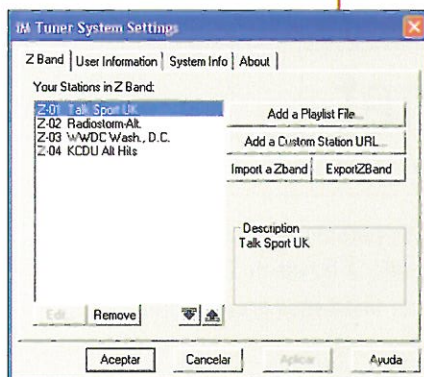 iM Tuner System Settings
Z Band User Information System Info About
Your Stations in Z Band:
Z-01 Talk Sport UK
Z-02 Radiostorm-Alt.
Z-03 WWDC Wash., D.C.
Z-04 KCDU Alt Hits
Add a Playlist File...
Add a Custom Station URL...
Import a Zband ExportZBand
Description
Talk Sport UK
Edit... Remove
Aceptar Cancelar Aplicar Ayuda